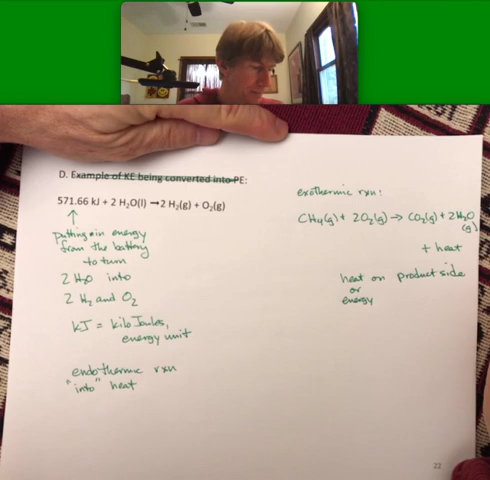 D. Example of KE being converted into PE:
571.66 kJ + 2 H₂O(l) → 2 H₂(g) + O₂(g)
↑
putting in energy
from the battery
to turn
2 H₂O into
2 H₂ and O₂
kJ = kiloJoules,
energy unit
endothermic rxn
"into" heat
exothermic rxn:
CH₄(g) + 2O₂(g) → CO₂(g) + 2H₂O
(g)
+ heat
heat on product side
or
energy
22